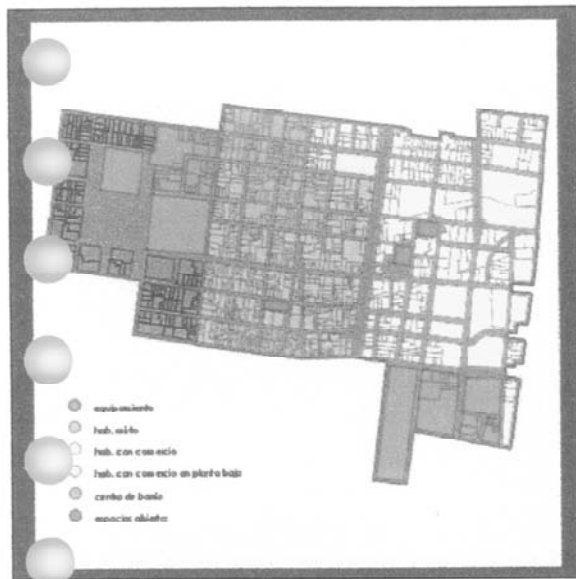 equipamiento
hab. mixto
hab. con comercio
hab. con comercio en planta baja
centro de barrio
espacios abiertos